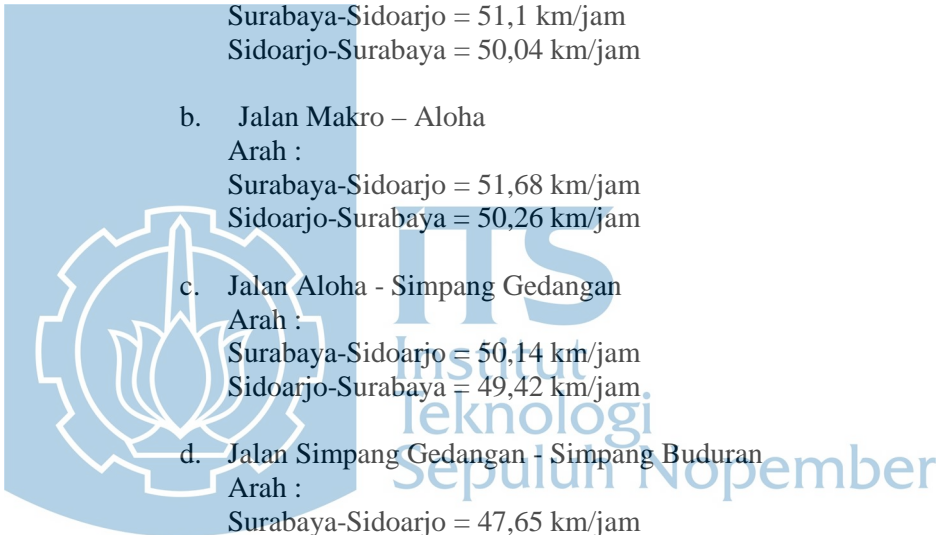 Surabaya-Sidoarjo = 51,1 km/jam
Sidoarjo-Surabaya = 50,04 km/jam
b. Jalan Makro – Aloha
Arah :
Surabaya-Sidoarjo = 51,68 km/jam
Sidoarjo-Surabaya = 50,26 km/jam
ITS
Institut
Teknologi
Sepuluh Nopember
c. Jalan Aloha - Simpang Gedangan
Arah :
Surabaya-Sidoarjo = 50,14 km/jam
Sidoarjo-Surabaya = 49,42 km/jam
d. Jalan Simpang Gedangan - Simpang Buduran
Arah :
Surabaya-Sidoarjo = 47,65 km/jam